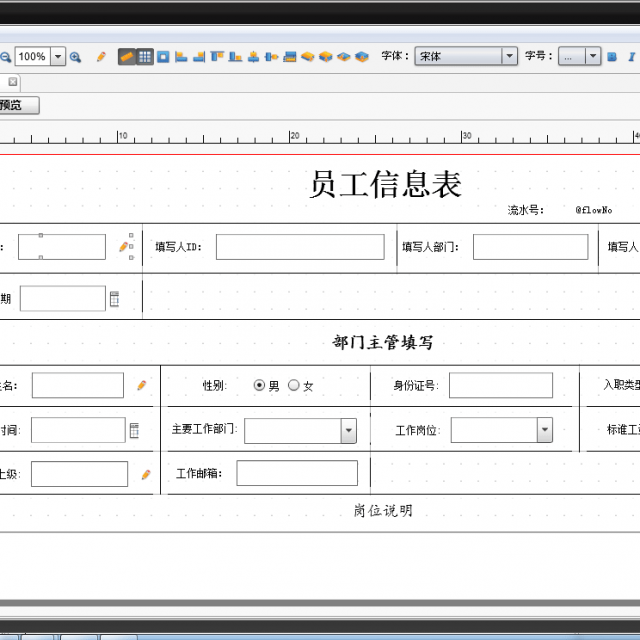 100% 字体: 宋体 字号: ... B I
预览
10 20 30
员工信息表
流水号: @flowNo
: 填写人ID: 填写人部门: 填写人
期
部门主管填写
名: 性别: 男 女 身份证号: 入职类型
时间: 主要工作部门: 工作岗位: 标准工
上级: 工作邮箱:
岗位说明